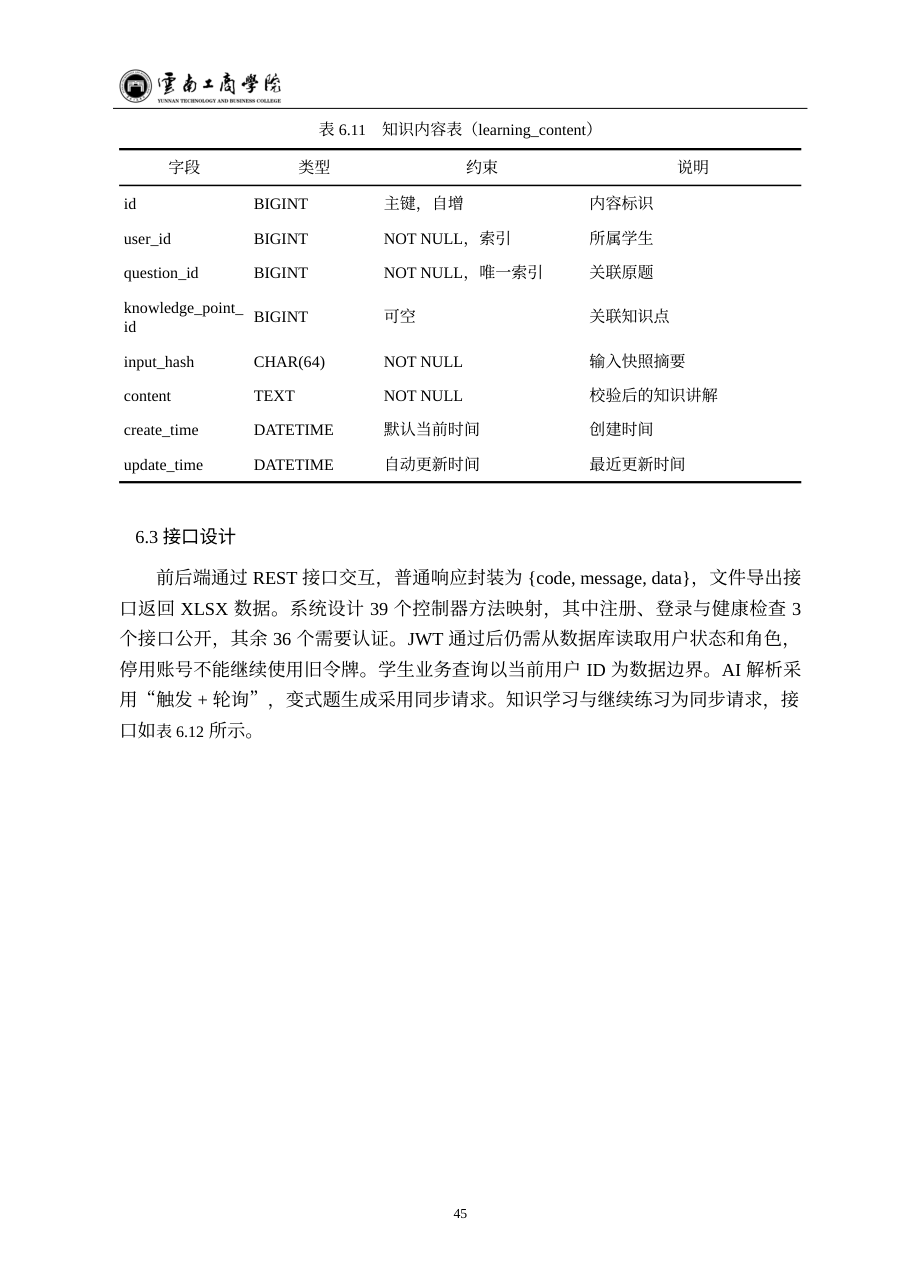 雲南工商學院
YUNNAN TECHNOLOGY AND BUSINESS COLLEGE
表 6.11 知识内容表（learning_content）
字段 类型 约束 说明
id BIGINT 主键，自增 内容标识
user_id BIGINT NOT NULL，索引 所属学生
question_id BIGINT NOT NULL，唯一索引 关联原题
knowledge_point_
id BIGINT 可空 关联知识点
input_hash CHAR(64) NOT NULL 输入快照摘要
content TEXT NOT NULL 校验后的知识讲解
create_time DATETIME 默认当前时间 创建时间
update_time DATETIME 自动更新时间 最近更新时间
6.3 接口设计
前后端通过 REST 接口交互，普通响应封装为 {code, message, data}，文件导出接
口返回 XLSX 数据。系统设计 39 个控制器方法映射，其中注册、登录与健康检查 3
个接口公开，其余 36 个需要认证。JWT 通过后仍需从数据库读取用户状态和角色，
停用账号不能继续使用旧令牌。学生业务查询以当前用户 ID 为数据边界。AI 解析采
用“触发 + 轮询”，变式题生成采用同步请求。知识学习与继续练习为同步请求，接
口如表 6.12 所示。
45